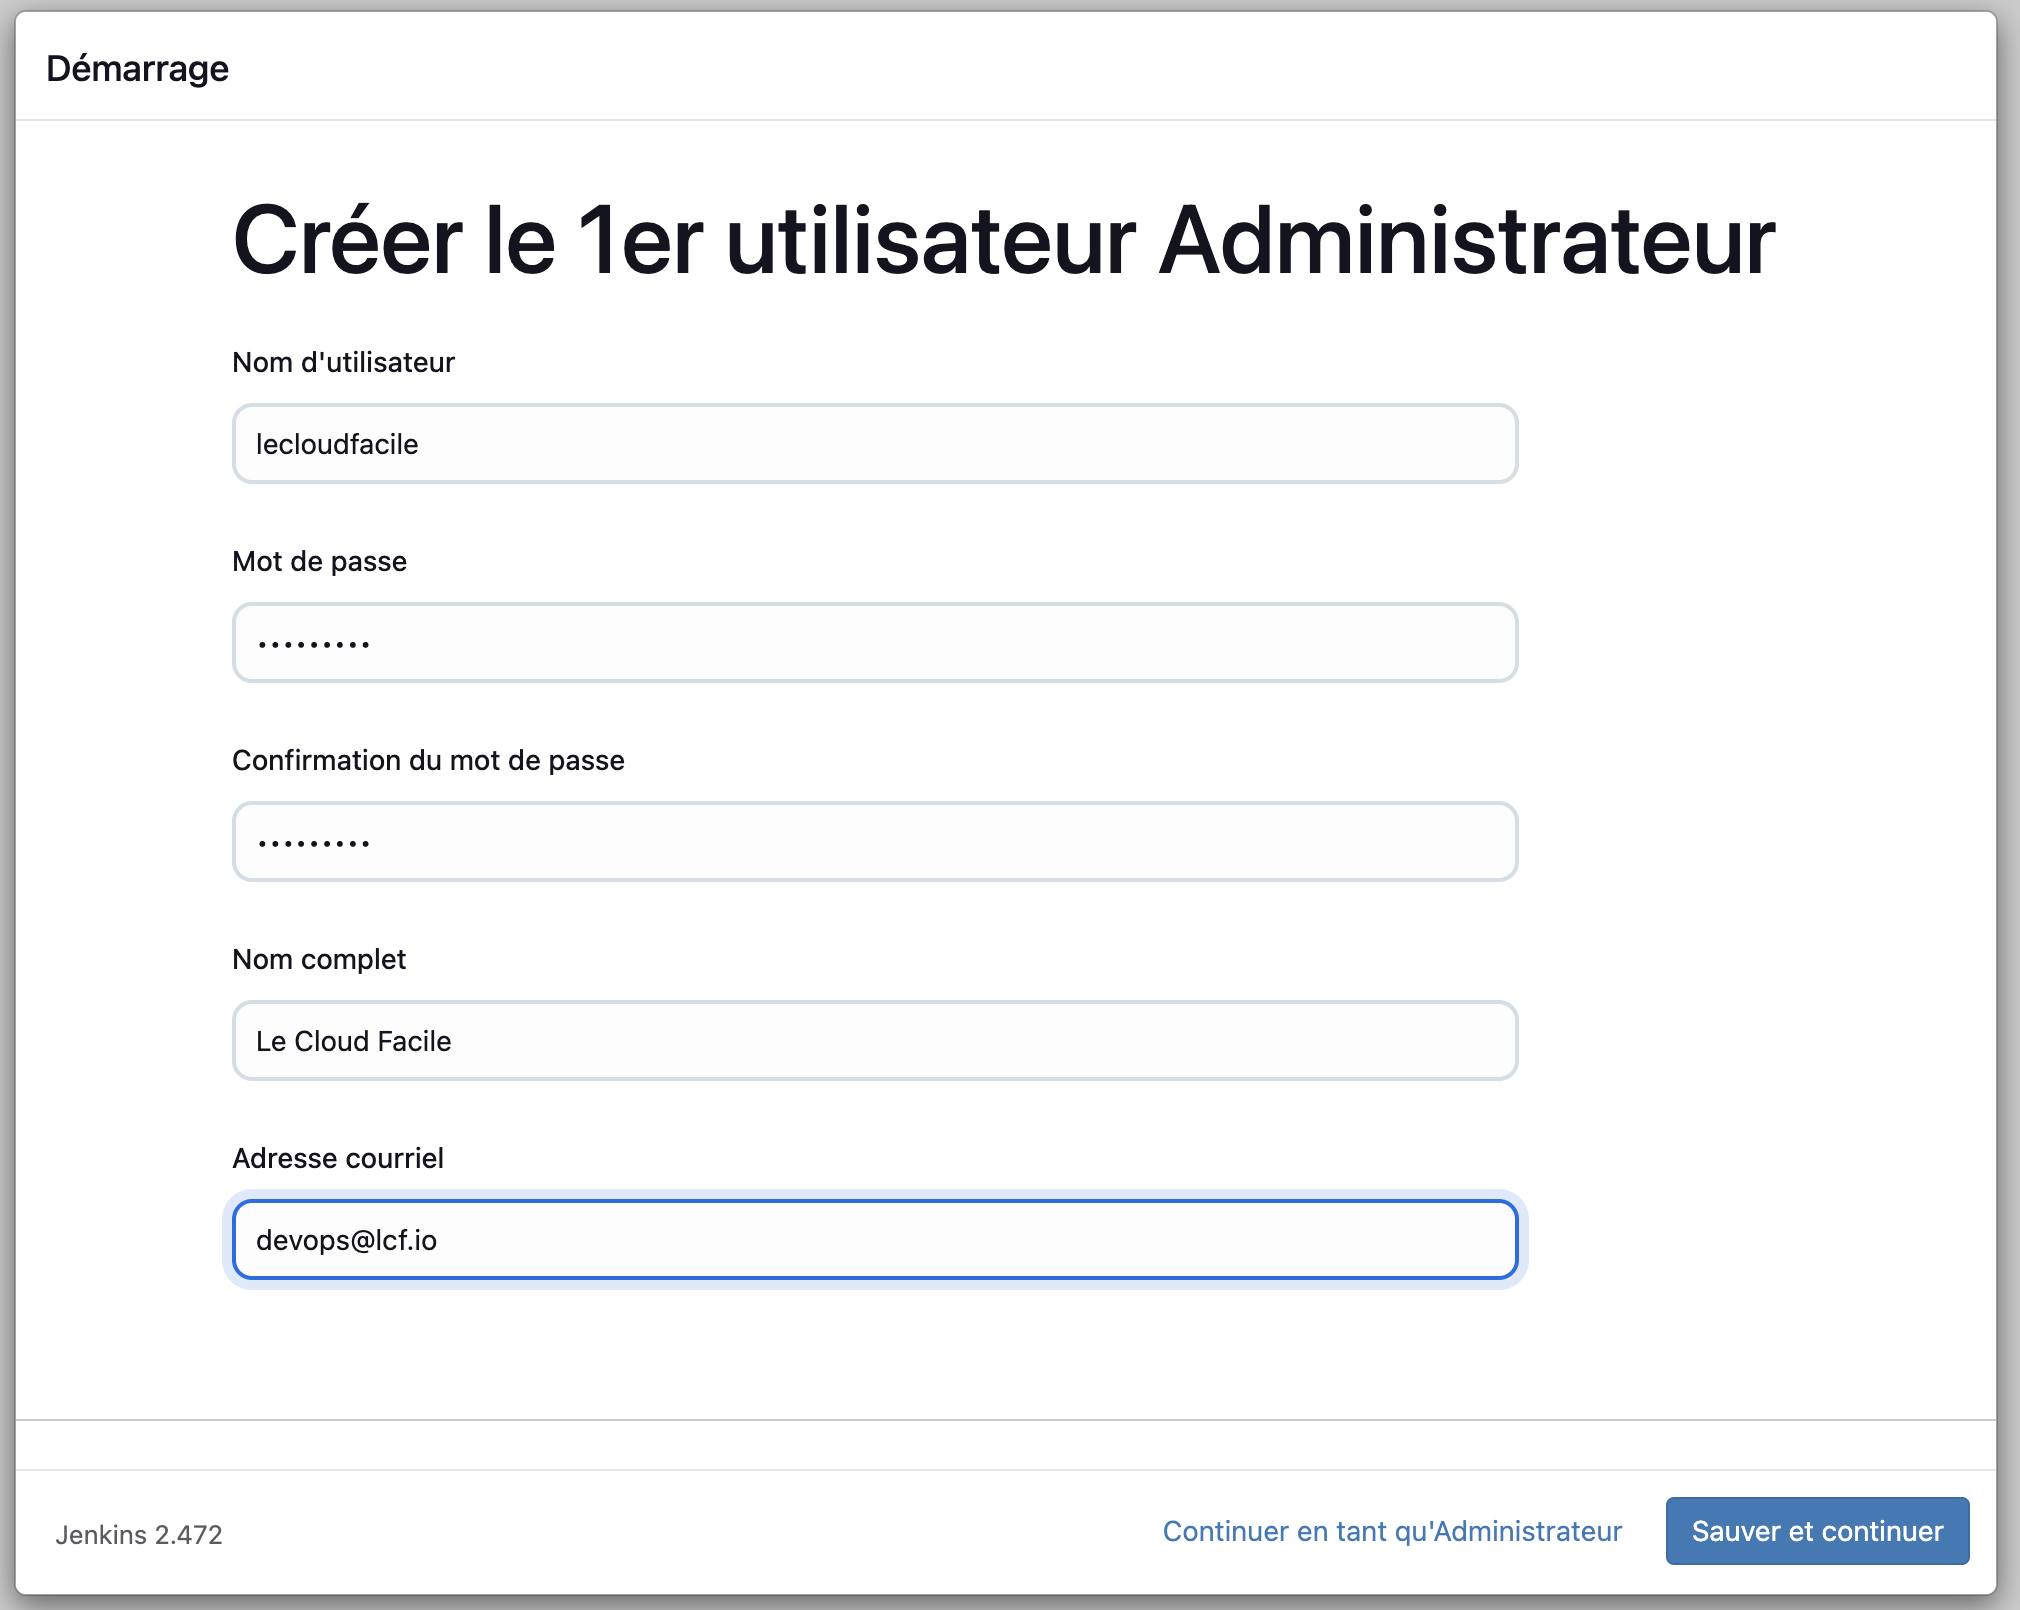 Démarrage
Créer le 1er utilisateur Administrateur
Nom d'utilisateur
lecloudfacile
Mot de passe
•••••••••
Confirmation du mot de passe
•••••••••
Nom complet
Le Cloud Facile
Adresse courriel
devops@lcf.io
Jenkins 2.472
Continuer en tant qu'Administrateur
Sauver et continuer